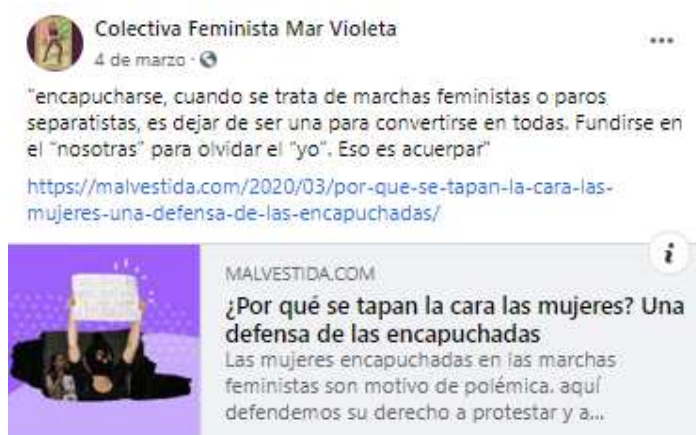 Colectiva Feminista Mar Violeta
4 de marzo ·
"encapucharse, cuando se trata de marchas feministas o paros
separatistas, es dejar de ser una para convertirse en todas. Fundirse en
el "nosotras" para olvidar el "yo". Eso es acuerpar"
https://malvestida.com/2020/03/por-que-se-tapan-la-cara-las-
mujeres-una-defensa-de-las-encapuchadas/
MALVESTIDA.COM
¿Por qué se tapan la cara las mujeres? Una
defensa de las encapuchadas
Las mujeres encapuchadas en las marchas
feministas son motivo de polémica. aquí
defendemos su derecho a protestar y a...